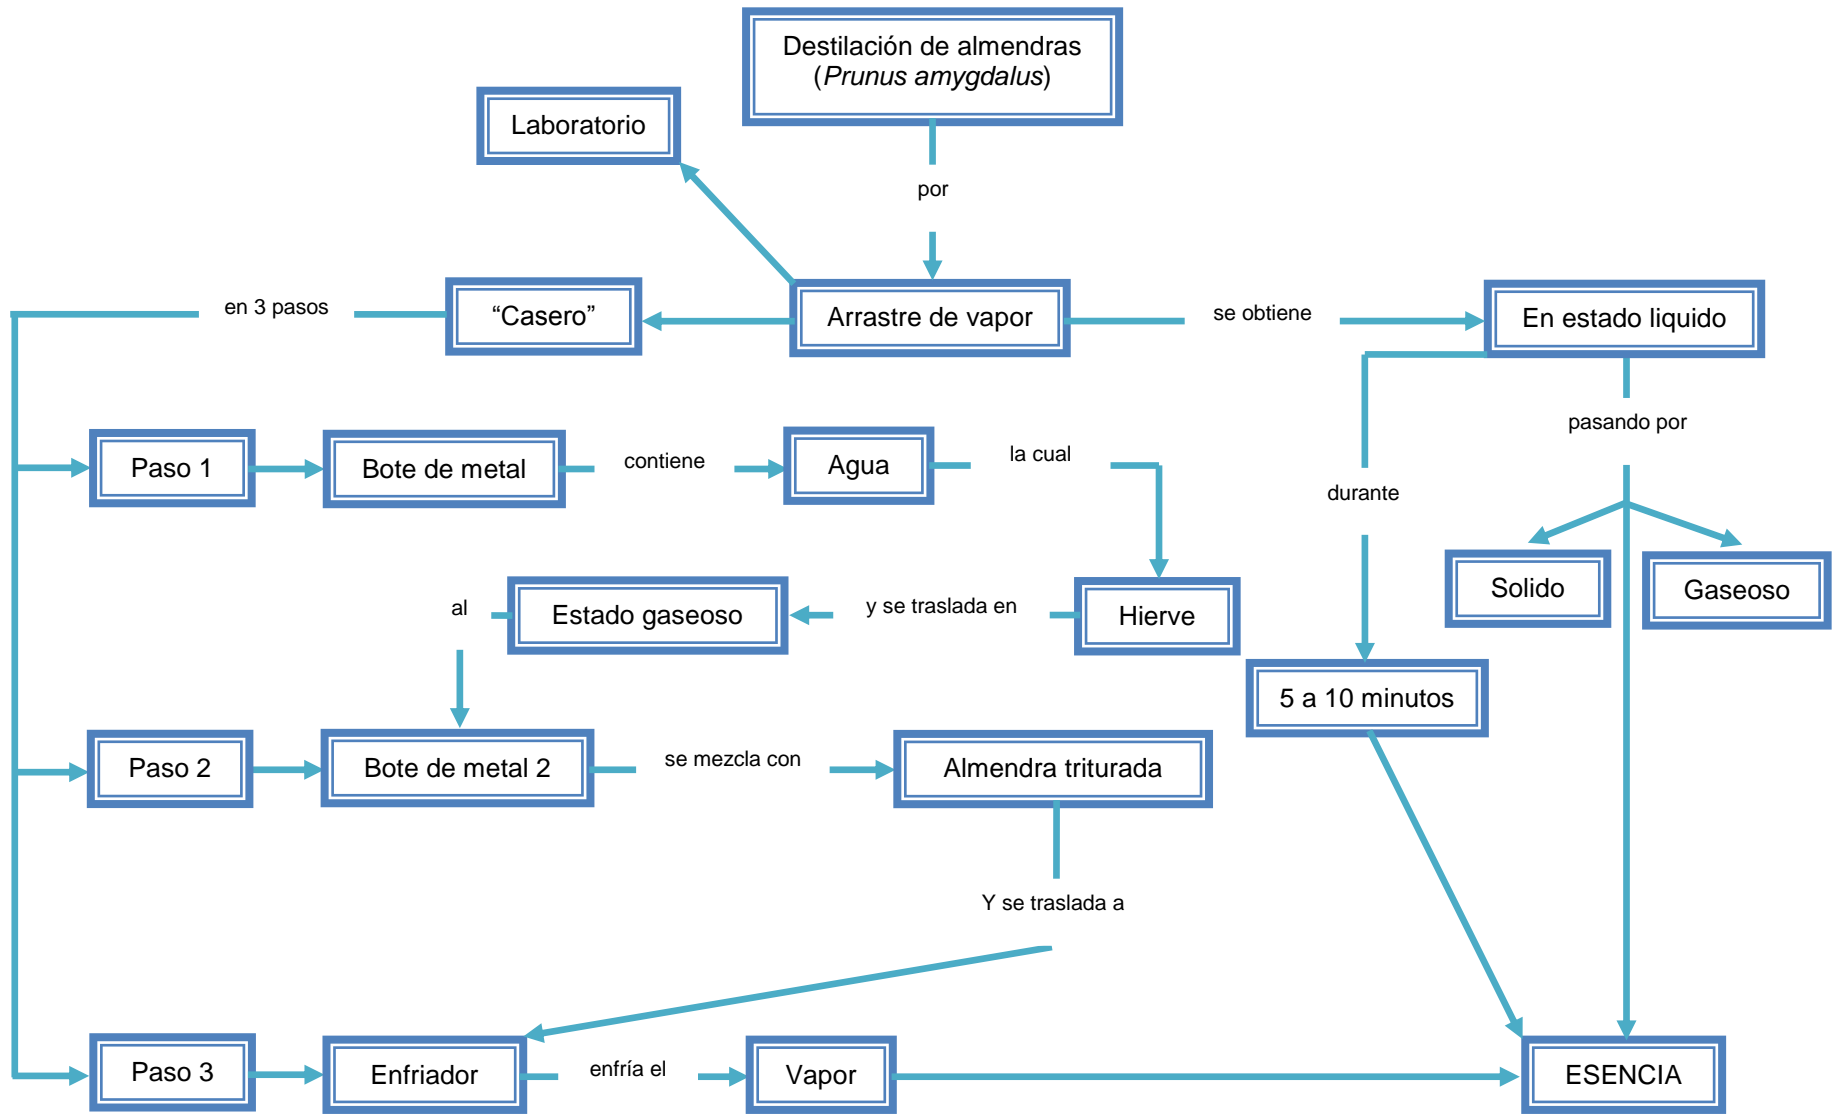 Destilación de almendras
(Prunus amygdalus)
Laboratorio
por
en 3 pasos
“Casero”
Arrastre de vapor
se obtiene
En estado liquido
pasando por
Paso 1
Bote de metal
contiene
Agua
la cual
durante
Solido
Gaseoso
al
Estado gaseoso
y se traslada en
Hierve
5 a 10 minutos
Paso 2
Bote de metal 2
se mezcla con
Almendra triturada
Y se traslada a
Paso 3
Enfriador
enfría el
Vapor
ESENCIA